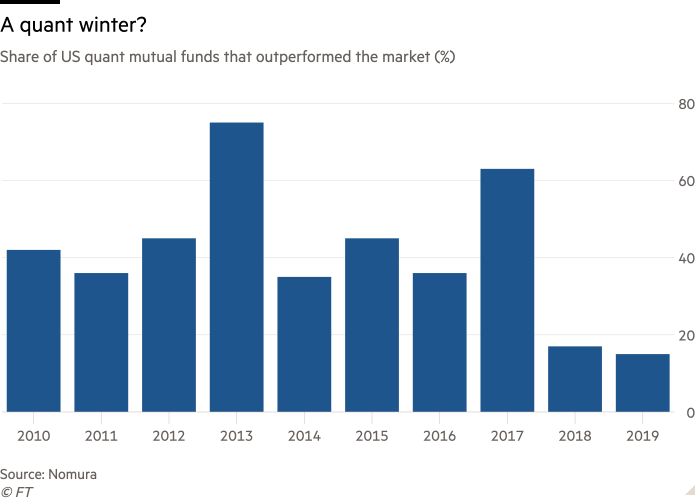 A quant winter?
Share of US quant mutual funds that outperformed the market (%)
80
60
40
20
0
2010 2011 2012 2013 2014 2015 2016 2017 2018 2019
Source: Nomura
© FT